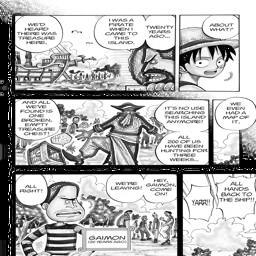 ABOUT
WHAT?
TWENTY
YEARS
AGO...
I WAS A
PIRATE
WHEN I
CAME TO
THIS
ISLAND.
WE'D
HEARD
THERE WAS
TREASURE
HERE.
WE
EVEN
HAD A
MAP OF
IT.
IT'S NO USE
SEARCHING
THIS ISLAND
ANYMORE!
ALL
200 OF US
HAVE BEEN
HUNTING FOR
THREE
WEEKS...
AND ALL
WE'VE
FOUND IS
ONE
BROKEN,
EMPTY
TREASURE
CHEST!
ALL
HANDS
BACK TO
THE SHIP!!
YARR!!
HEY,
GAIMON,
COME
ON!
WE'RE
LEAVING!
ALL
RIGHT!
GAIMON
(20 YEARS AGO)